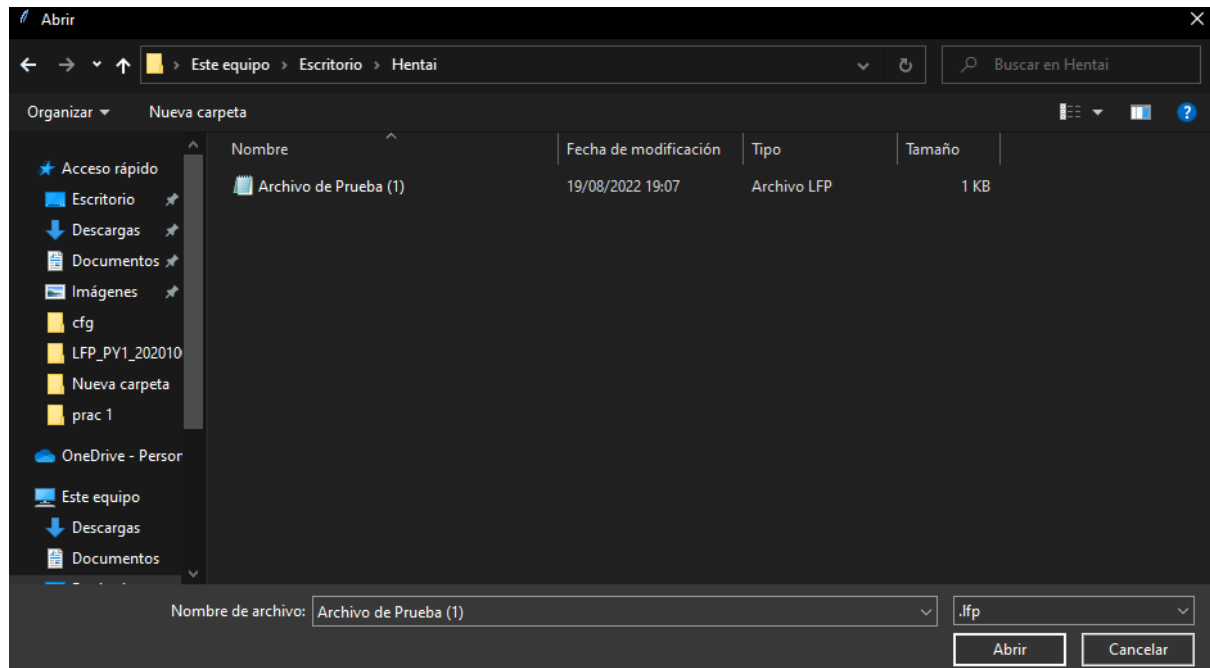 Abrir
Este equipo > Escritorio > Hentai
Buscar en Hentai
Organizar
Nueva carpeta
Nombre
Fecha de modificación
Tipo
Tamaño
Archivo de Prueba (1)
19/08/2022 19:07
Archivo LFP
1 KB
Acceso rápido
Escritorio
Descargas
Documentos
Imágenes
cfg
LFP_PY1_202010
Nueva carpeta
prac 1
OneDrive - Person
Este equipo
Descargas
Documentos
Nombre de archivo:
Archivo de Prueba (1)
.lfp
Abrir
Cancelar